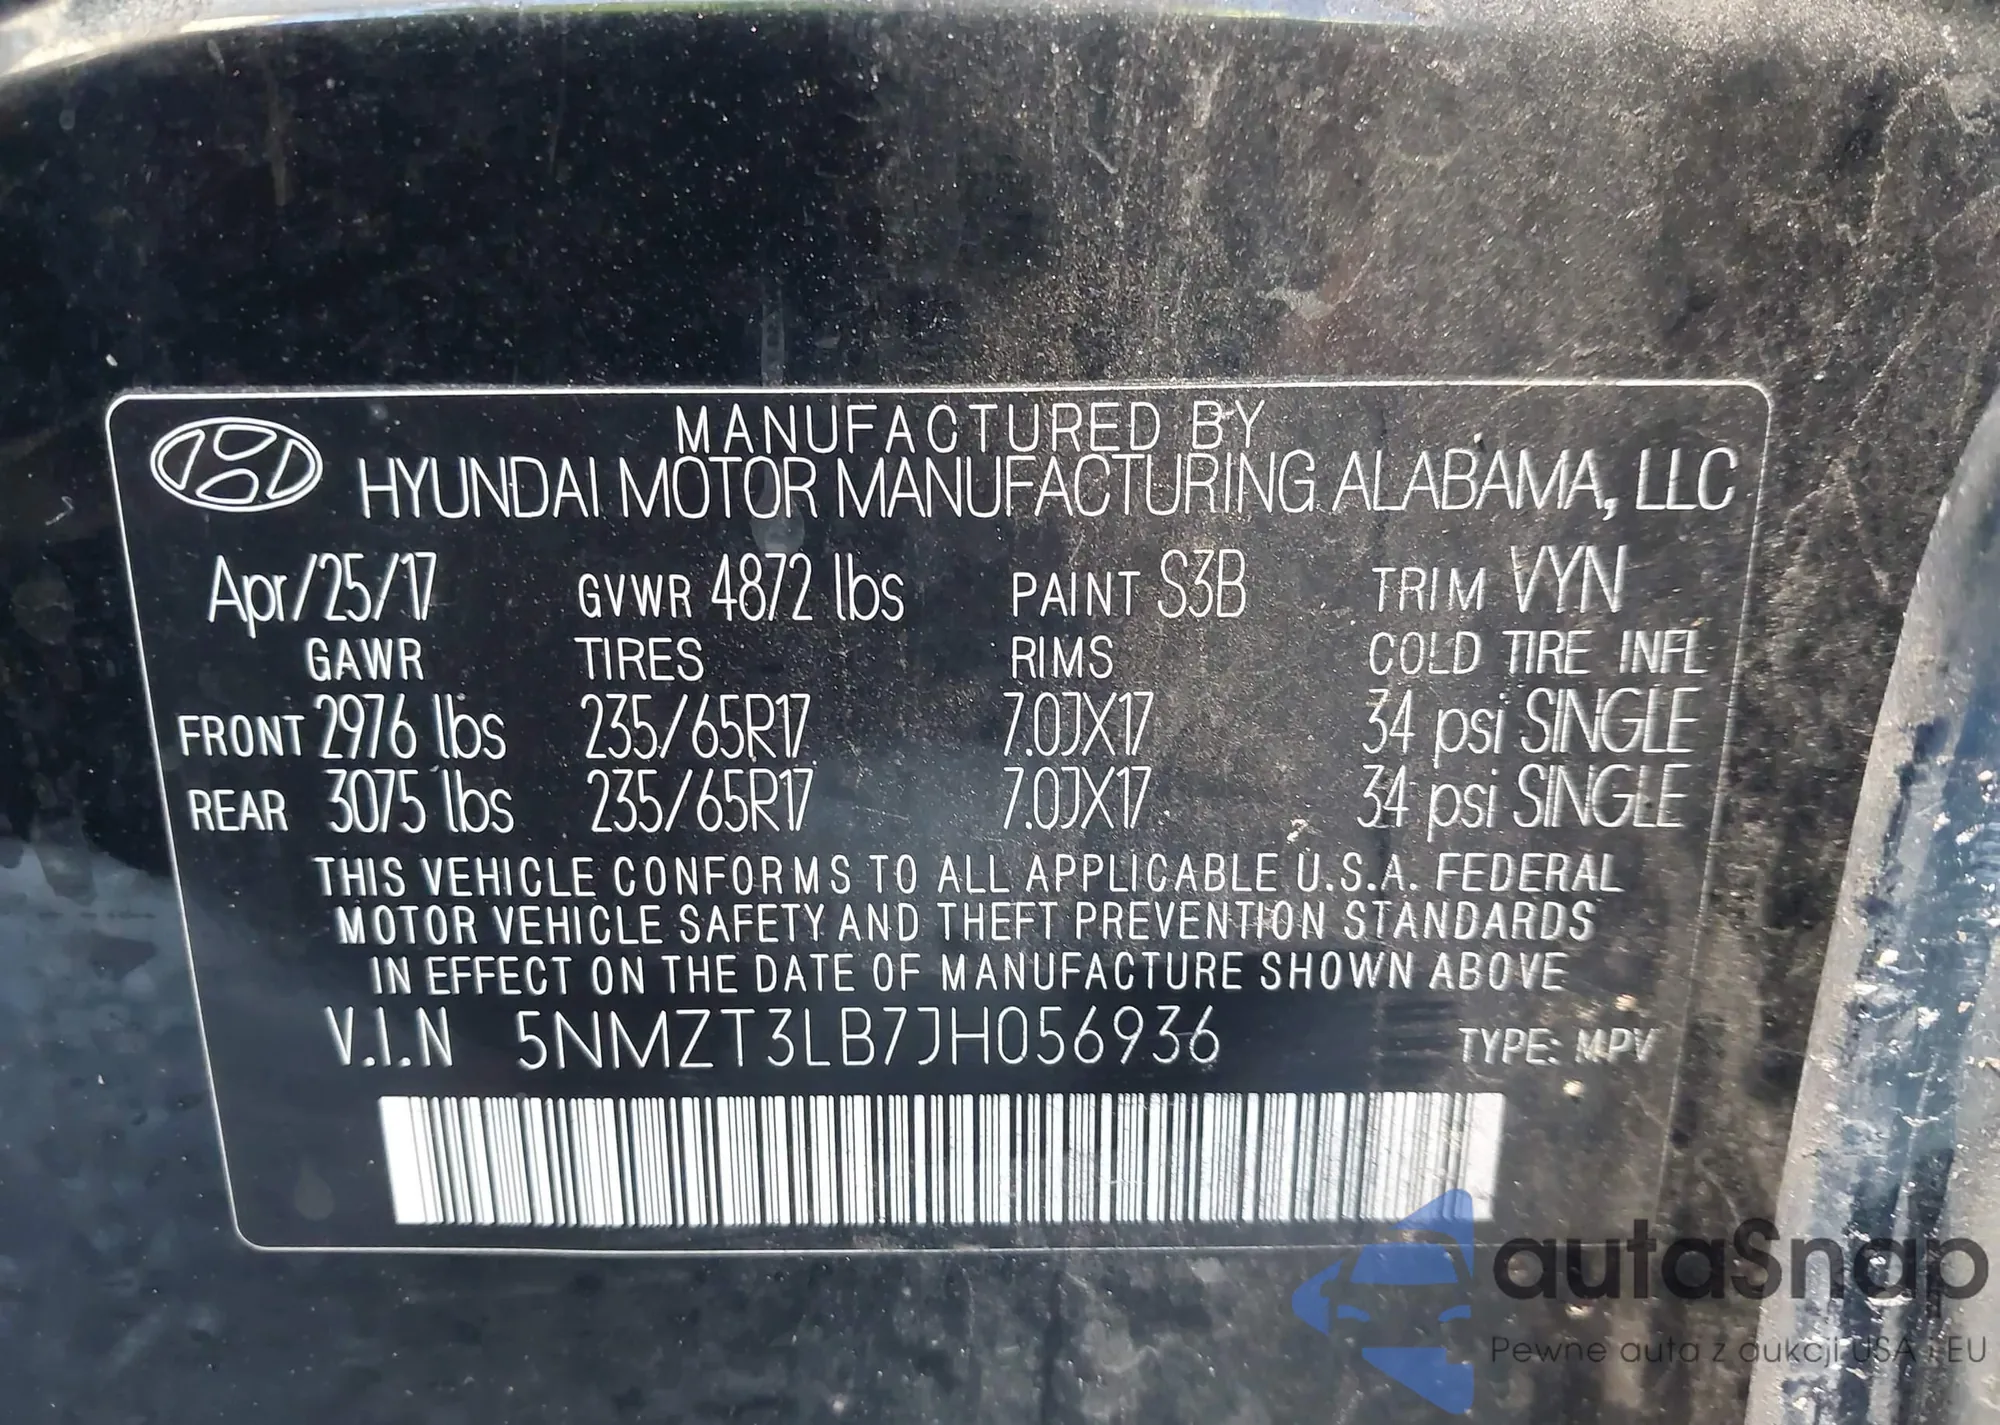 MANUFACTURED BY
HYUNDAI MOTOR MANUFACTURING ALABAMA, LLC
Apr/25/17 GVWR 4872 lbs PAINT S3B TRIM VYN
GAWR TIRES RIMS COLD TIRE INFL
FRONT 2976 lbs 235/65R17 7.0JX17 34 psi SINGLE
REAR 3075 lbs 235/65R17 7.0JX17 34 psi SINGLE
THIS VEHICLE CONFORMS TO ALL APPLICABLE U.S.A. FEDERAL
MOTOR VEHICLE SAFETY AND THEFT PREVENTION STANDARDS
IN EFFECT ON THE DATE OF MANUFACTURE SHOWN ABOVE
V.I.N 5NMZT3LB7JH056936 TYPE: MPV
autaSnap
Pewne auta z aukcji USA i EU